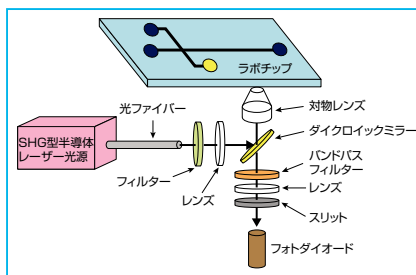 ラボチップ
光ファイバー
対物レンズ
SHG型半導体
レーザー光源
ダイクロイックミラー
バンドパス
フィルター
フィルター
レンズ
レンズ
スリット
フォトダイオード